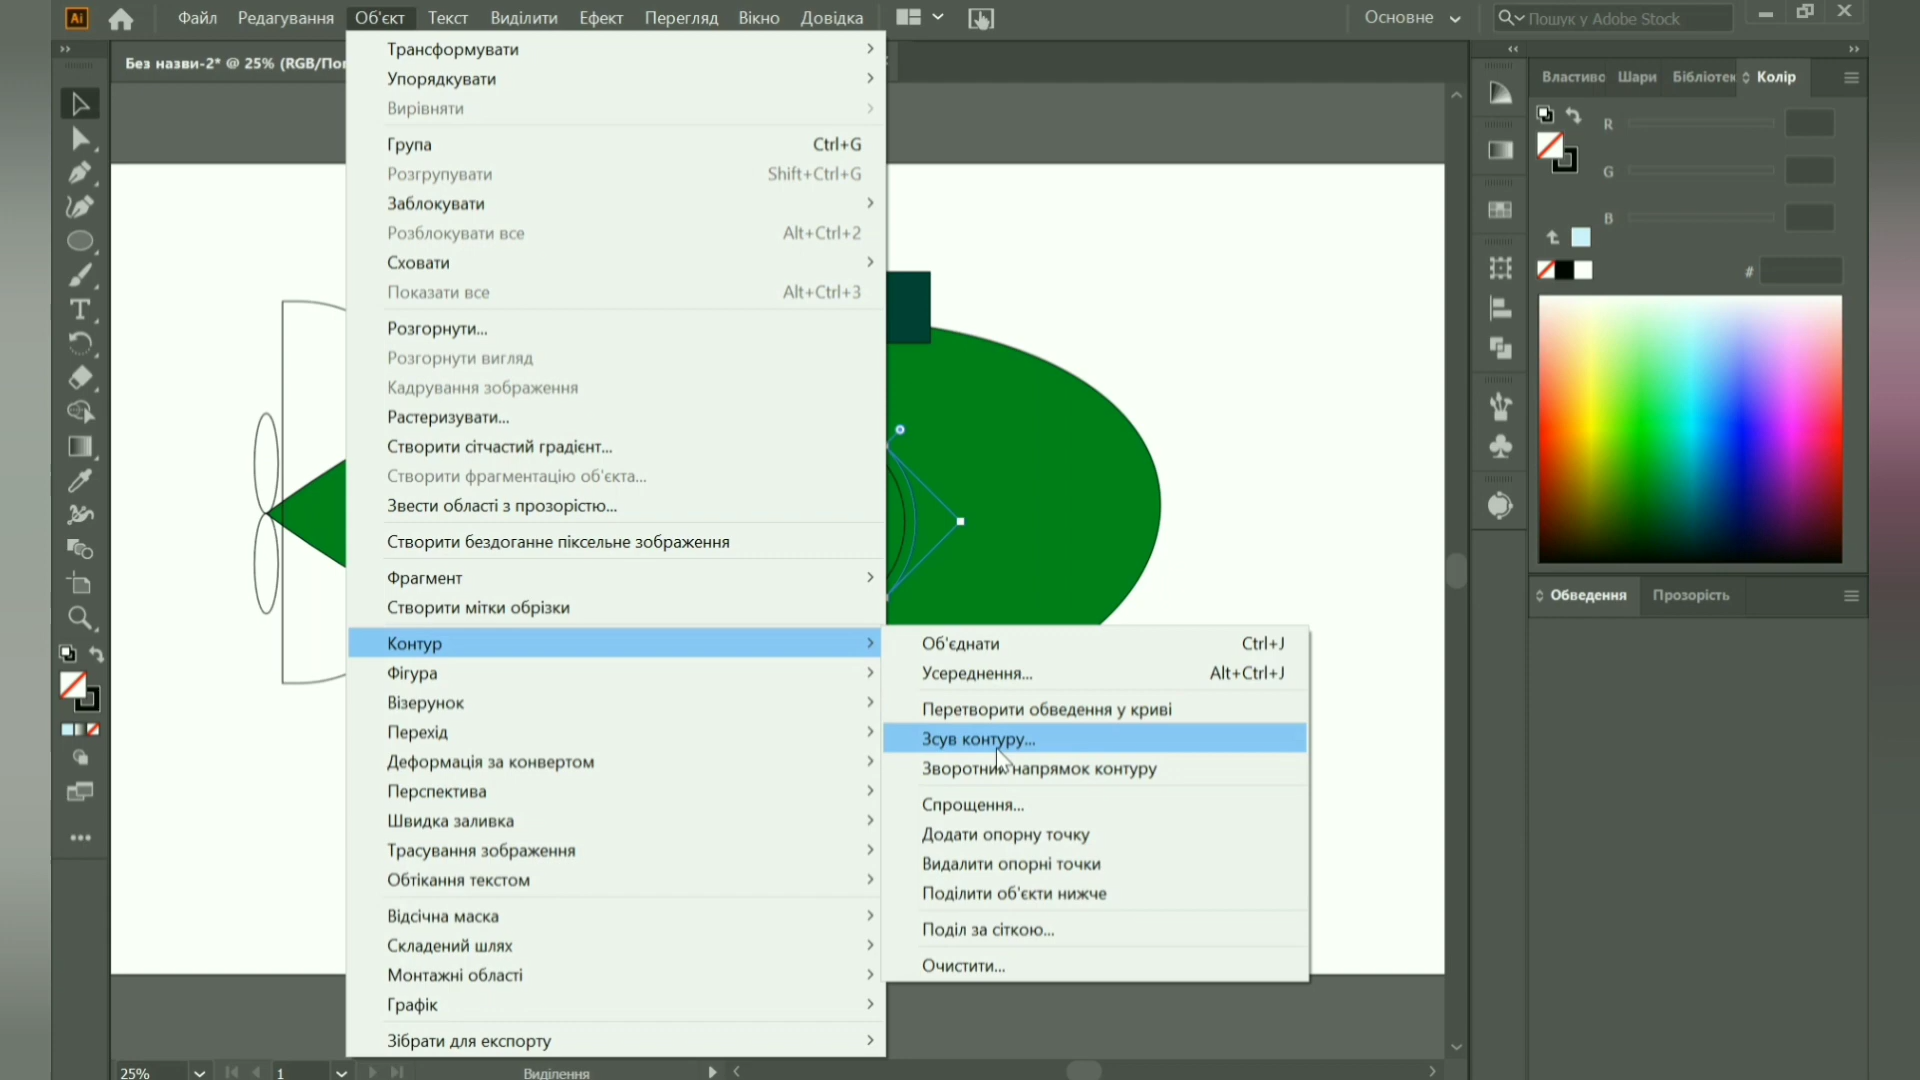 Ai Файл Редагування Об'єкт Текст Виділити Ефект Перегляд Вікно Довідка Основне Пошук у Adobe Stock
Без назви-2* @ 25% (RGB/
Трансформувати
Упорядкувати
Вирівняти
Група Ctrl+G
Розгрупувати Shift+Ctrl+G
Заблокувати
Розблокувати все Alt+Ctrl+2
Сховати
Показати все Alt+Ctrl+3
Розгорнути...
Розгорнути вигляд
Кадрування зображення
Растеризувати...
Створити сітчастий градієнт...
Створити фрагментацію об'єкта...
Звести області з прозорістю...
Створити бездоганне піксельне зображення
Фрагмент
Створити мітки обрізки
Контур
Фігура
Візерунок
Перехід
Деформація за конвертом
Перспектива
Швидка заливка
Трасування зображення
Обтікання текстом
Відсічна маска
Складений шлях
Монтажні області
Графік
Зібрати для експорту
Об'єднати Ctrl+J
Усереднення... Alt+Ctrl+J
Перетворити обведення у криві
Зсув контуру...
Зворотний напрямок контуру
Спрощення...
Додати опорну точку
Видалити опорні точки
Поділити об'єкти нижче
Поділ за сіткою...
Очистити...
Властиво Шари Бібліотек Колір
R
G
B
#
Обведення Прозорість
25% 1 Виділення